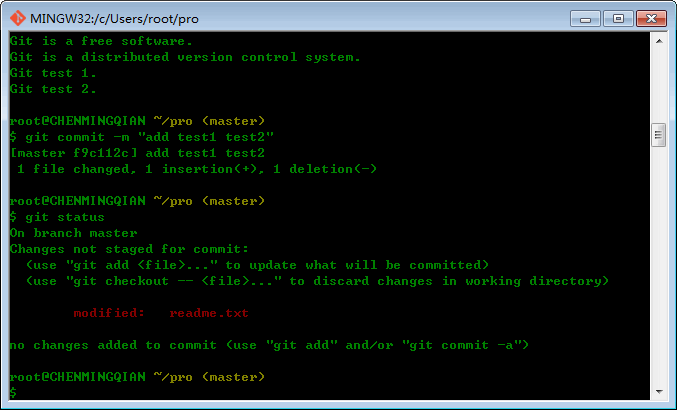 MINGW32:/c/Users/root/pro
Git is a free software.
Git is a distributed version control system.
Git test 1.
Git test 2.
root@CHENMINGQIAN ~/pro (master)
$ git commit -m "add test1 test2"
[master f9c112c] add test1 test2
 1 file changed, 1 insertion(+), 1 deletion(-)
root@CHENMINGQIAN ~/pro (master)
$ git status
On branch master
Changes not staged for commit:
  (use "git add <file>..." to update what will be committed)
  (use "git checkout -- <file>..." to discard changes in working directory)
        modified:   readme.txt
no changes added to commit (use "git add" and/or "git commit -a")
root@CHENMINGQIAN ~/pro (master)
$